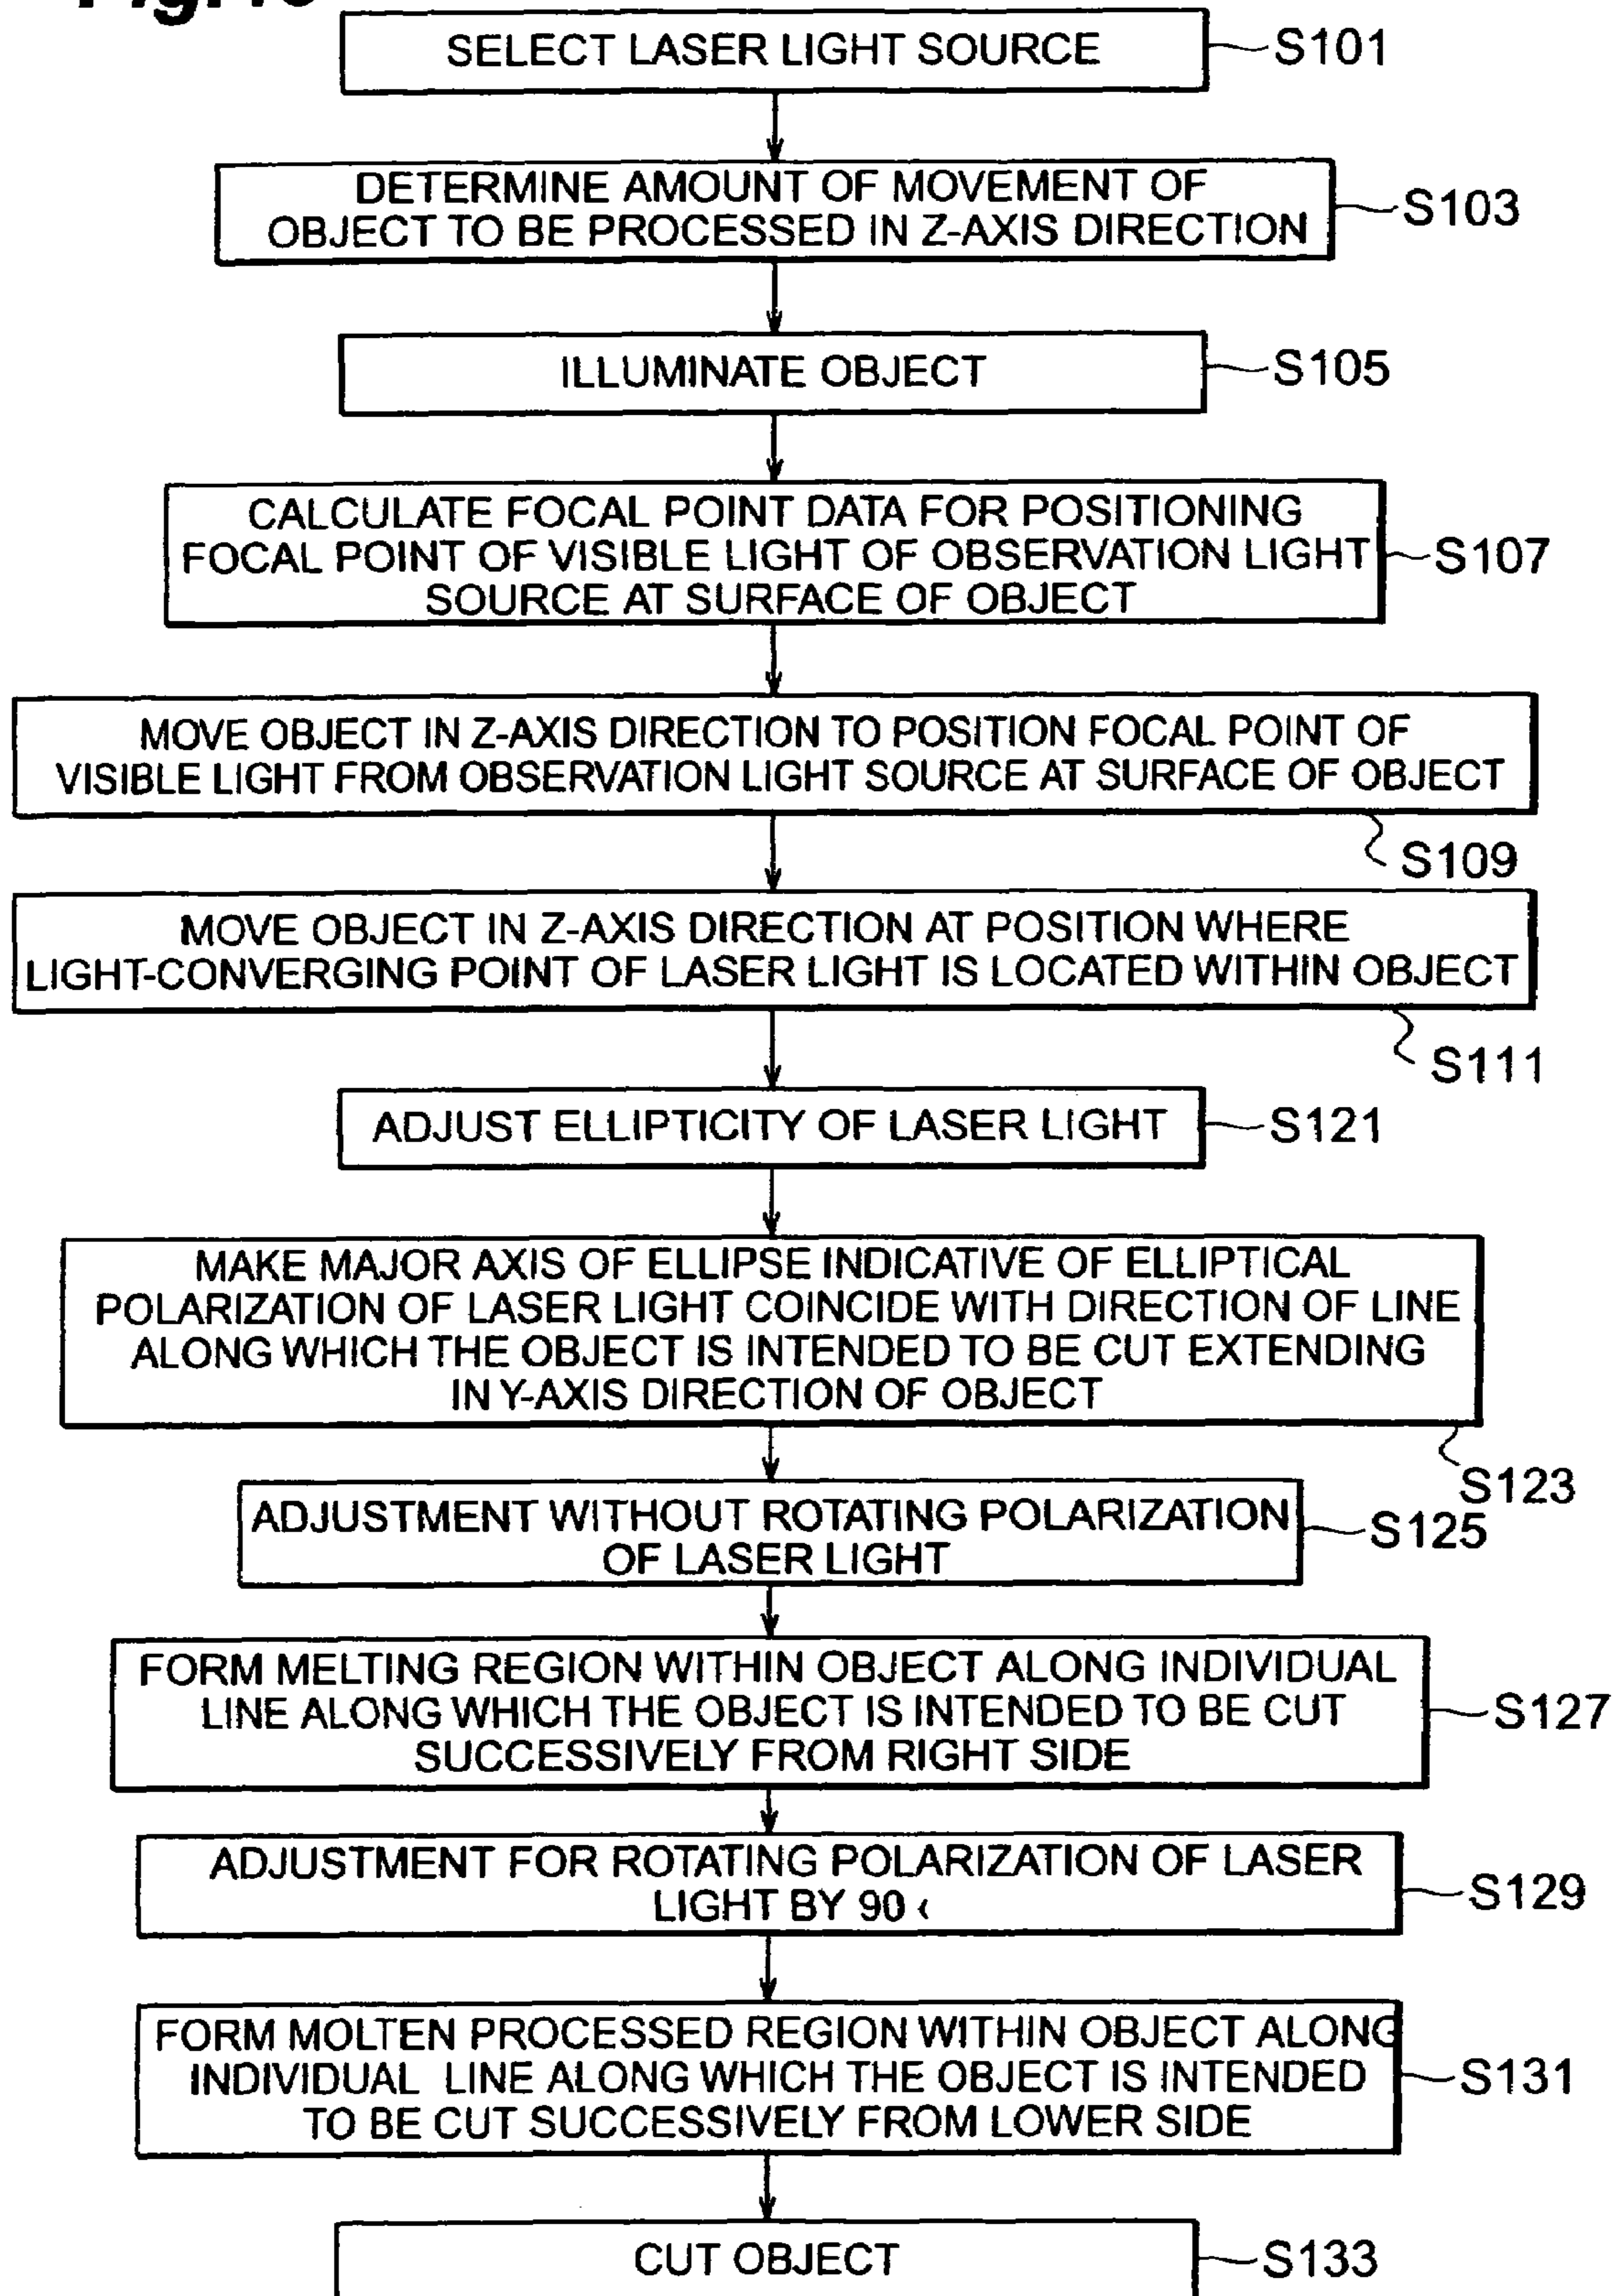 SELECT LASER LIGHT SOURCE
S101
DETERMINE AMOUNT OF MOVEMENT OF
OBJECT TO BE PROCESSED IN Z-AXIS DIRECTION
S103
ILLUMINATE OBJECT
S105
CALCULATE FOCAL POINT DATA FOR POSITIONING
FOCAL POINT OF VISIBLE LIGHT OF OBSERVATION LIGHT
SOURCE AT SURFACE OF OBJECT
S107
MOVE OBJECT IN Z-AXIS DIRECTION TO POSITION FOCAL POINT OF
VISIBLE LIGHT FROM OBSERVATION LIGHT SOURCE AT SURFACE OF OBJECT
S109
MOVE OBJECT IN Z-AXIS DIRECTION AT POSITION WHERE
LIGHT-CONVERGING POINT OF LASER LIGHT IS LOCATED WITHIN OBJECT
S111
ADJUST ELLIPTICITY OF LASER LIGHT
S121
MAKE MAJOR AXIS OF ELLIPSE INDICATIVE OF ELLIPTICAL
POLARIZATION OF LASER LIGHT COINCIDE WITH DIRECTION OF LINE
ALONG WHICH THE OBJECT IS INTENDED TO BE CUT EXTENDING
IN Y-AXIS DIRECTION OF OBJECT
S123
ADJUSTMENT WITHOUT ROTATING POLARIZATION
OF LASER LIGHT
S125
FORM MELTING REGION WITHIN OBJECT ALONG INDIVIDUAL
LINE ALONG WHICH THE OBJECT IS INTENDED TO BE CUT
SUCCESSIVELY FROM RIGHT SIDE
S127
ADJUSTMENT FOR ROTATING POLARIZATION OF LASER
LIGHT BY 90
S129
FORM MOLTEN PROCESSED REGION WITHIN OBJECT ALONG
INDIVIDUAL LINE ALONG WHICH THE OBJECT IS INTENDED
TO BE CUT SUCCESSIVELY FROM LOWER SIDE
S131
CUT OBJECT
S133